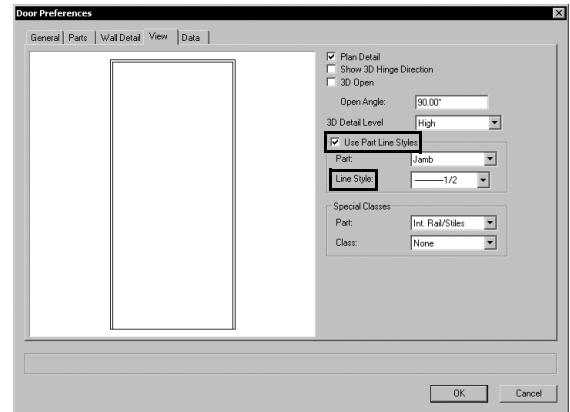 Door Preferences
General Parts Wall Detail View Data
Plan Detail
Show 3D Hinge Direction
3D Open
Open Angle: 90.00°
3D Detail Level High
Use Part Line Styles
Part: Jamb
Line Style: 1/2
Special Classes
Part: Int. Rail/Stiles
Class: None
OK Cancel